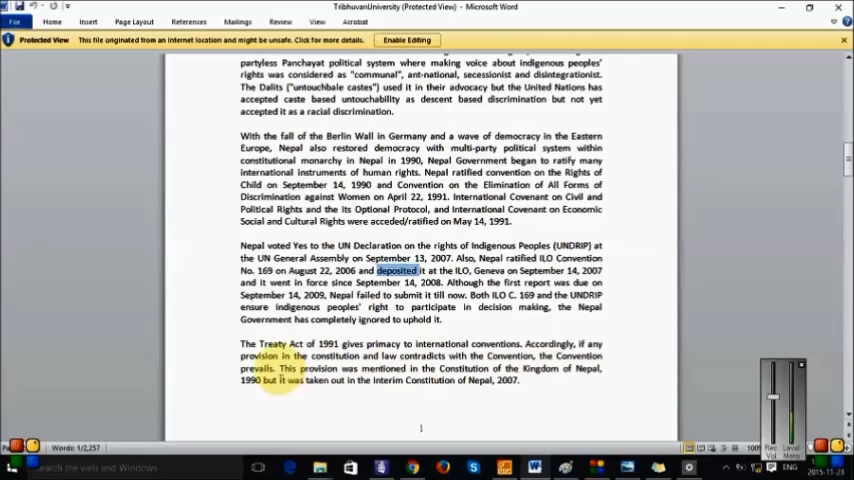 TribhuvanUniversity (Protected View) - Microsoft Word
File Home Insert Page Layout References Mailings Review View Acrobat
Protected View This file originated from an Internet location and might be unsafe. Click for more details. Enable Editing
partyless Panchayat political system where making voice about indigenous peoples'
rights was considered as "communal", ant-national, secessionist and disintegrationist.
The Dalits ("untouchbale castes") used it in their advocacy but the United Nations has
accepted caste based untouchability as descent based discrimination but not yet
accepted it as a racial discrimination.
With the fall of the Berlin Wall in Germany and a wave of democracy in the Eastern
Europe, Nepal also restored democracy with multi-party political system within
constitutional monarchy in Nepal in 1990, Nepal Government began to ratify many
international instruments of human rights. Nepal ratified convention on the Rights of
Child on September 14, 1990 and Convention on the Elimination of All Forms of
Discrimination against Women on April 22, 1991. International Covenant on Civil and
Political Rights and the its Optional Protocol, and International Covenant on Economic
Social and Cultural Rights were acceded/ratified on May 14, 1991.
Nepal voted Yes to the UN Declaration on the rights of Indigenous Peoples (UNDRIP) at
the UN General Assembly on September 13, 2007. Also, Nepal ratified ILO Convention
No. 169 on August 22, 2006 and deposited it at the ILO, Geneva on September 14, 2007
and it went in force since September 14, 2008. Although the first report was due on
September 14, 2009, Nepal failed to submit it till now. Both ILO C. 169 and the UNDRIP
ensure indigenous peoples' right to participate in decision making, the Nepal
Government has completely ignored to uphold it.
The Treaty Act of 1991 gives primacy to international conventions. Accordingly, if any
provision in the constitution and law contradicts with the Convention, the Convention
prevails. This provision was mentioned in the Constitution of the Kingdom of Nepal,
1990 but it was taken out in the Interim Constitution of Nepal, 2007.
1
Words: 1/2,257
Rec Level
Vol Meter
Search the web and Windows
ENG
2015-11-23